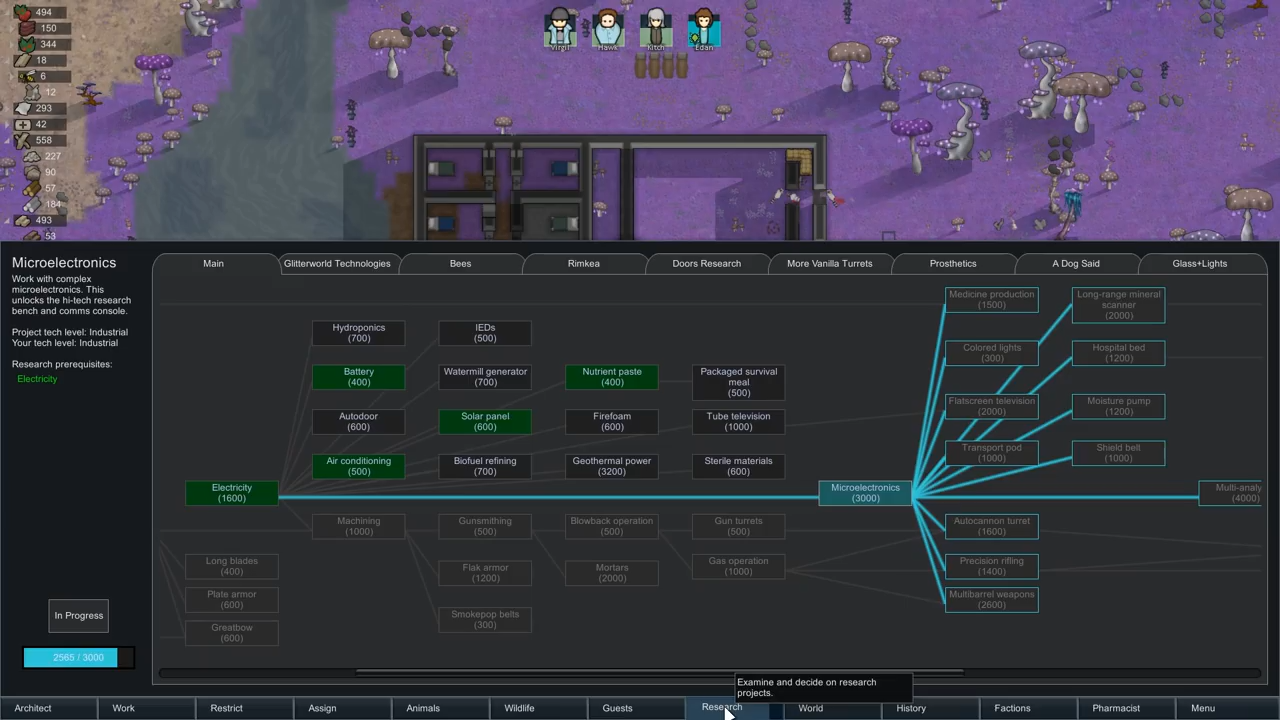 494
150
344
18
6
12
293
42
558
227
90
57
184
493
53
Virgil
Hawk
Kitch
Edan
Microelectronics
Work with complex
microelectronics. This
unlocks the hi-tech research
bench and comms console.
Project tech level: Industrial
Your tech level: Industrial
Research prerequisites:
Electricity
In Progress
2565 / 3000
Main
Glitterworld Technologies
Bees
Rimkea
Doors Research
More Vanilla Turrets
Prosthetics
A Dog Said
Glass+Lights
Medicine production
(1500)
Long-range mineral
scanner
(2000)
Hydroponics
(700)
IEDs
(500)
Colored lights
(300)
Hospital bed
(1200)
Battery
(400)
Watermill generator
(700)
Nutrient paste
(400)
Packaged survival
meal
(500)
Flatscreen television
(2000)
Moisture pump
(1200)
Autodoor
(600)
Solar panel
(600)
Firefoam
(600)
Tube television
(1000)
Transport pod
(1000)
Shield belt
(1000)
Air conditioning
(500)
Biofuel refining
(700)
Geothermal power
(3200)
Sterile materials
(600)
Electricity
(1600)
Microelectronics
(3000)
Multi-analy
(4000)
Machining
(1000)
Gunsmithing
(500)
Blowback operation
(500)
Gun turrets
(500)
Autocannon turret
(1600)
Long blades
(400)
Flak armor
(1200)
Mortars
(2000)
Gas operation
(1000)
Precision rifling
(1400)
Plate armor
(600)
Multibarrel weapons
(2600)
Greatbow
(600)
Smokepop belts
(300)
Examine and decide on research
projects.
Architect
Work
Restrict
Assign
Animals
Wildlife
Guests
Research
World
History
Factions
Pharmacist
Menu